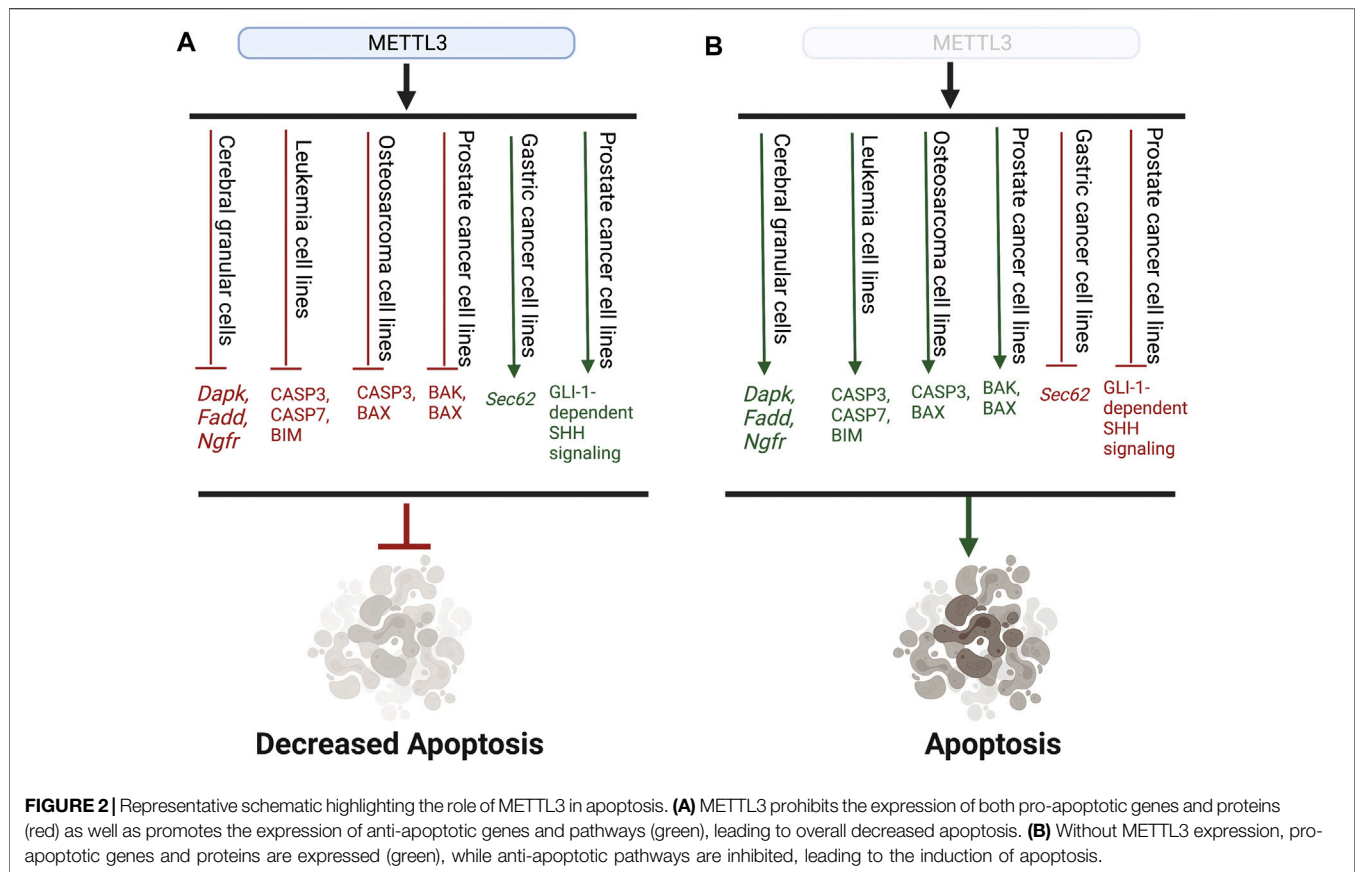 A
METTL3
Cerebral granular cells
Leukemia cell lines
Osteosarcoma cell lines
Prostate cancer cell lines
Gastric cancer cell lines
Prostate cancer cell lines
Dapk,
Fadd,
Ngfr
CASP3,
CASP7,
BIM
CASP3,
BAX
BAK,
BAX
Sec62
GLI-1-
dependent
SHH
signaling
Decreased Apoptosis
B
METTL3
Cerebral granular cells
Leukemia cell lines
Osteosarcoma cell lines
Prostate cancer cell lines
Gastric cancer cell lines
Prostate cancer cell lines
Dapk,
Fadd,
Ngfr
CASP3,
CASP7,
BIM
CASP3,
BAX
BAK,
BAX
Sec62
GLI-1-
dependent
SHH
signaling
Apoptosis
FIGURE 2 | Representative schematic highlighting the role of METTL3 in apoptosis. (A) METTL3 prohibits the expression of both pro-apoptotic genes and proteins
(red) as well as promotes the expression of anti-apoptotic genes and pathways (green), leading to overall decreased apoptosis. (B) Without METTL3 expression, pro-
apoptotic genes and proteins are expressed (green), while anti-apoptotic pathways are inhibited, leading to the induction of apoptosis.